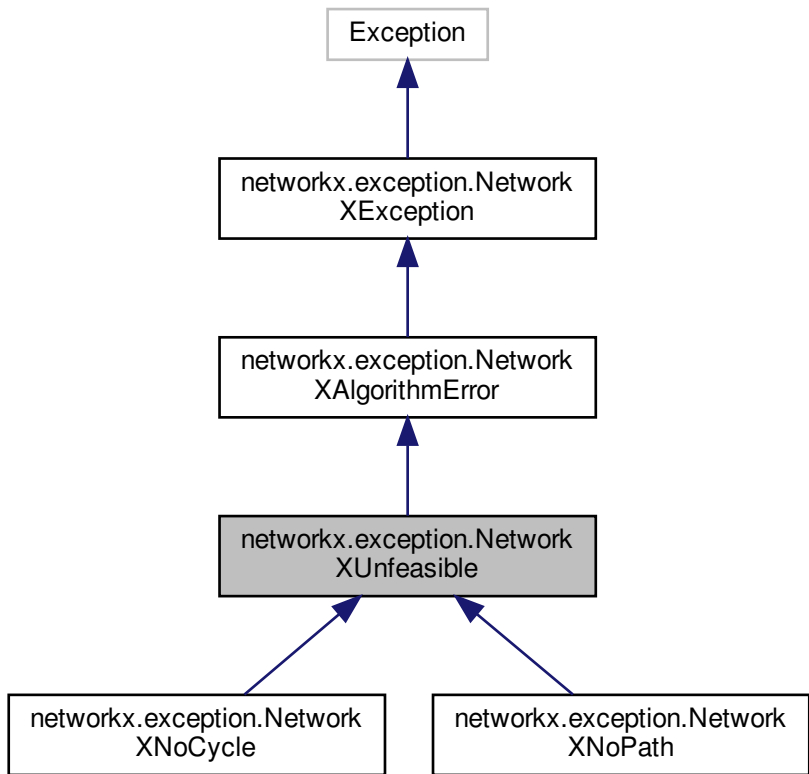 Exception
networkx.exception.Network
XException
networkx.exception.Network
XAlgorithmError
networkx.exception.Network
XUnfeasible
networkx.exception.Network
XNoCycle
networkx.exception.Network
XNoPath